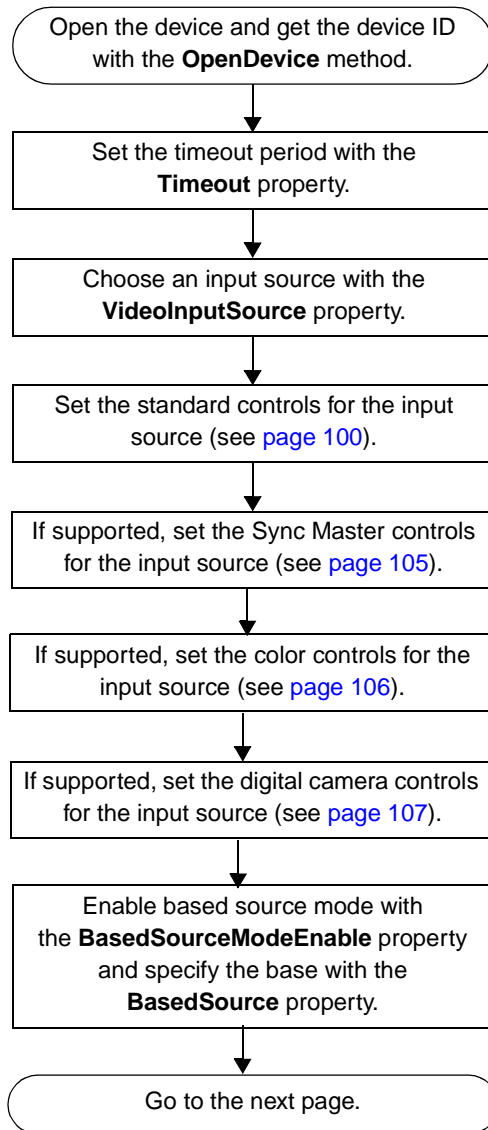 Open the device and get the device ID
with the OpenDevice method.
Set the timeout period with the
Timeout property.
Choose an input source with the
VideoInputSource property.
Set the standard controls for the input
source (see page 100).
If supported, set the Sync Master controls
for the input source (see page 105).
If supported, set the color controls for the
input source (see page 106).
If supported, set the digital camera controls
for the input source (see page 107).
Enable based source mode with
the BasedSourceModeEnable property
and specify the base with the
BasedSource property.
Go to the next page.